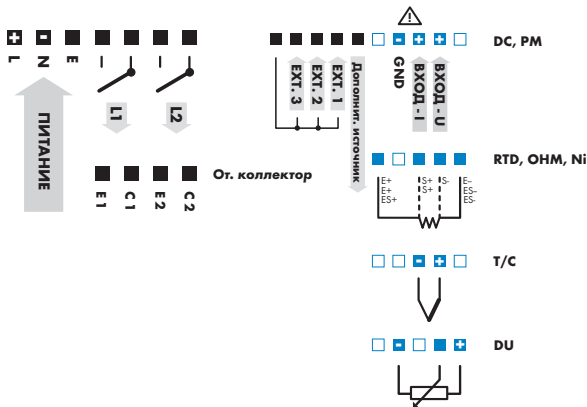 L
N
E
ПИТАНИЕ
L1
L2
E1
C1
E2
C2
От. коллектор
EXT. 3
EXT. 2
EXT. 1
Дополнит. источник
GND
ВХОД - I
ВХОД - U
DC, PM
RTD, OHM, Ni
E+
E+
ES+
S+
S+
S-
E–
ES–
ES-
T/C
DU